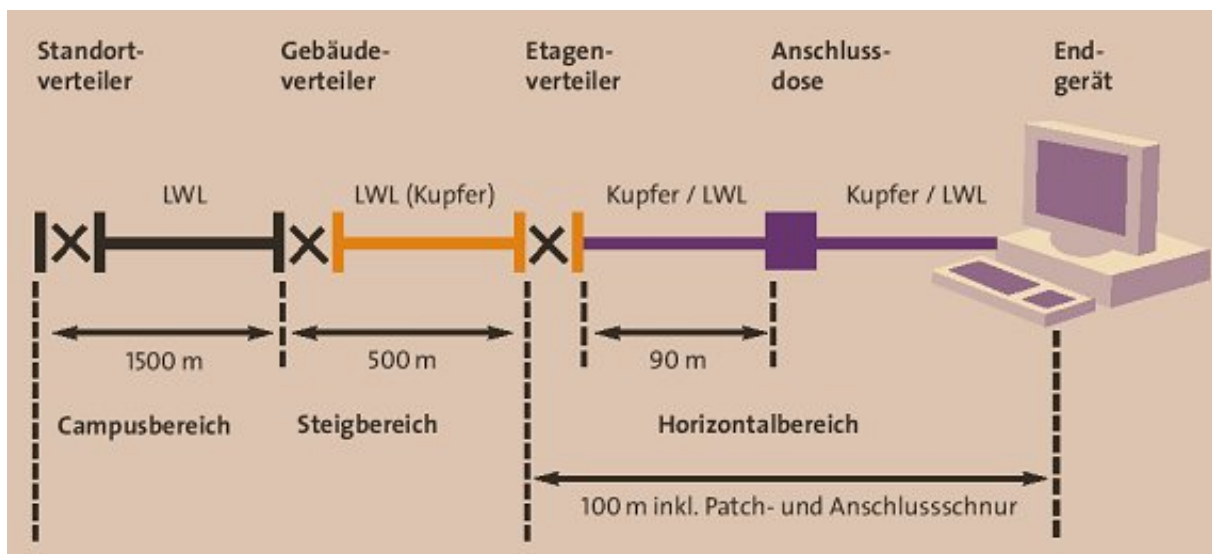 Standort-
verteiler
Gebäude-
verteiler
Etagen-
verteiler
Anschluss-
dose
End-
gerät
LWL
LWL (Kupfer)
Kupfer / LWL
Kupfer / LWL
1500 m
500 m
90 m
Campusbereich
Steigbereich
Horizontalbereich
100 m inkl. Patch- und Anschlussschnur